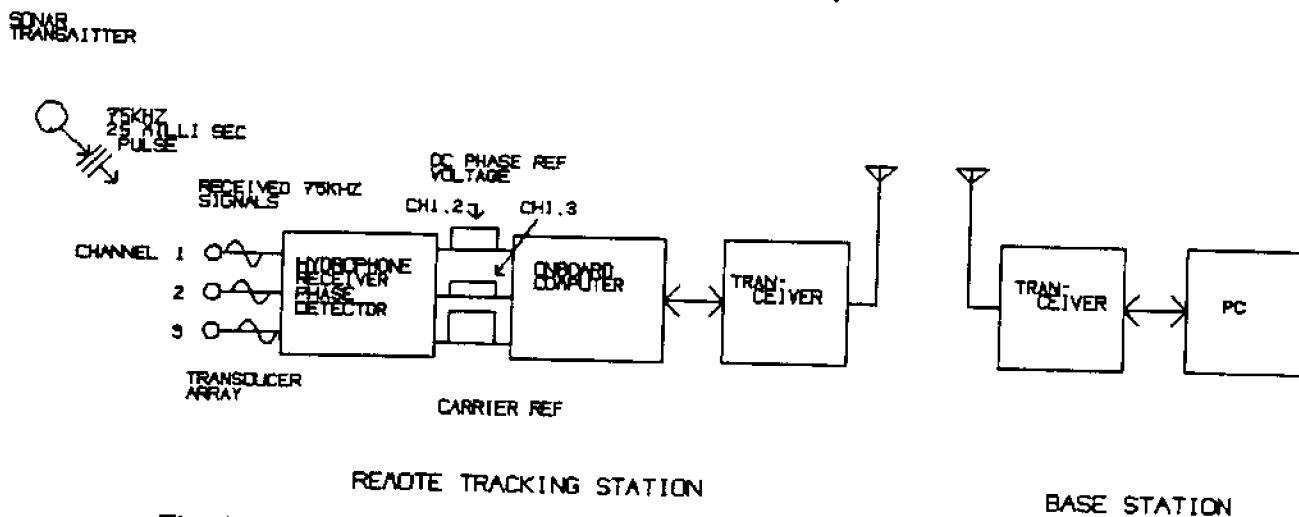 SONAR
TRANSMITTER
75KHZ
25 MILLI SEC
PULSE
RECEIVED 75KHZ
SIGNALS
DC PHASE REF
VOLTAGE
CH1.2
CH1.3
CHANNEL 1
2
3
HYDROPHONE
RECEIVER
PHASE
DETECTOR
ONBOARD
COMPUTER
TRAN-
CEIVER
TRAN-
CEIVER
PC
TRANSDUCER
ARRAY
CARRIER REF
REMOTE TRACKING STATION
BASE STATION